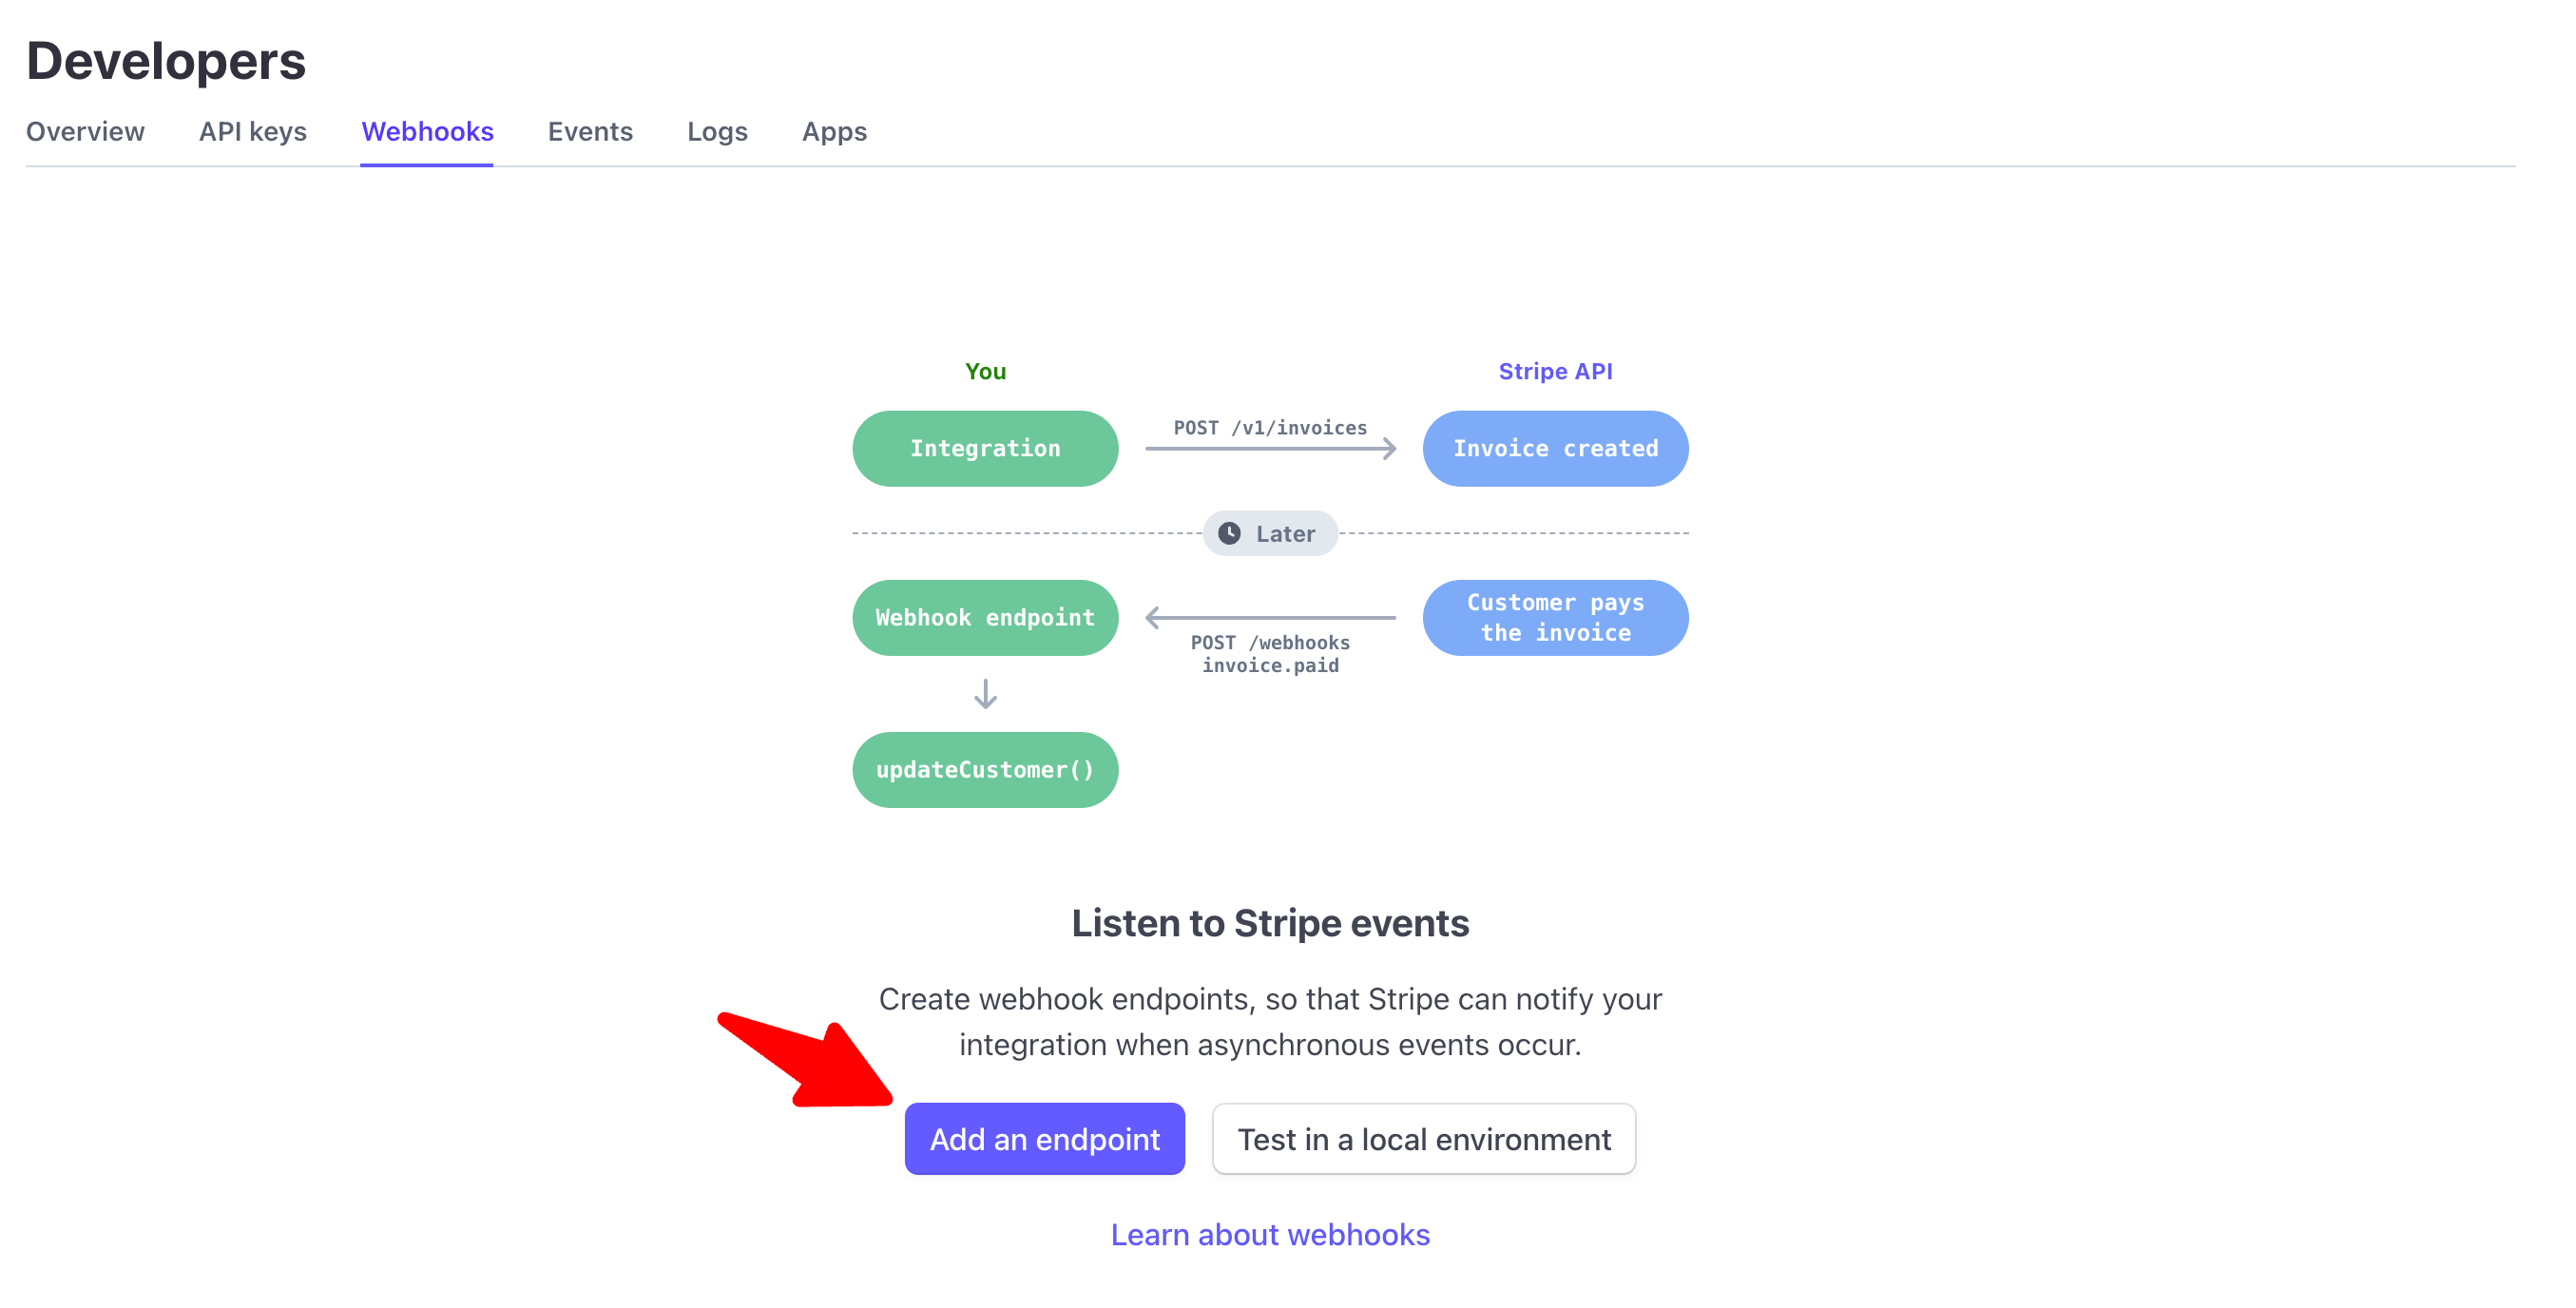 Developers
Overview API keys Webhooks Events Logs Apps
You Stripe API
Integration POST /v1/invoices Invoice created
Later
Webhook endpoint POST /webhooks invoice.paid Customer pays the invoice
updateCustomer()
Listen to Stripe events
Create webhook endpoints, so that Stripe can notify your
integration when asynchronous events occur.
Add an endpoint Test in a local environment
Learn about webhooks